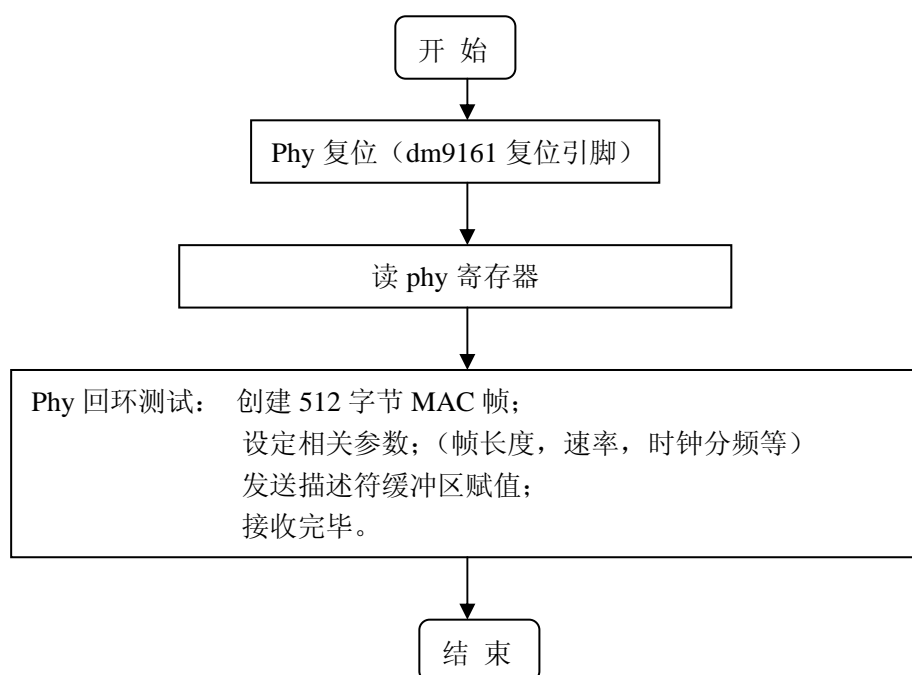 开 始
Phy 复位（dm9161 复位引脚）
读 phy 寄存器
Phy 回环测试： 创建 512 字节 MAC 帧；
设定相关参数；（帧长度，速率，时钟分频等）
发送描述符缓冲区赋值；
接收完毕。
结 束